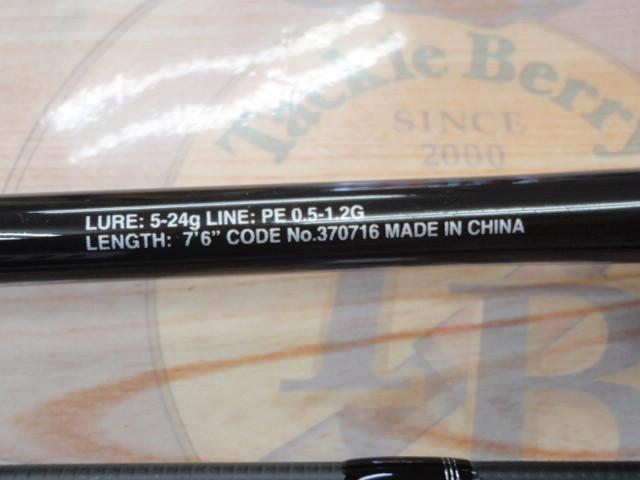 Tackle Berry
SINCE
2000
LURE: 5-24g LINE: PE 0.5-1.2G
LENGTH: 7'6" CODE No.370716 MADE IN CHINA
TB